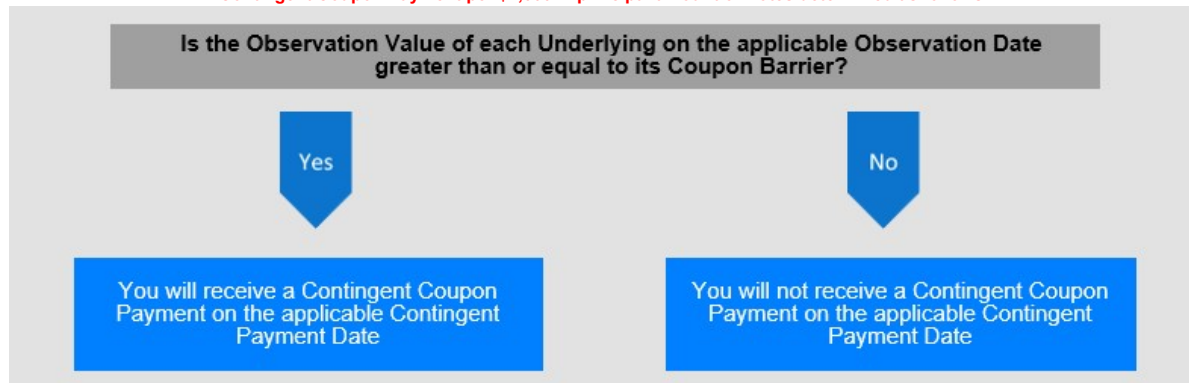 Is the Observation Value of each Underlying on the applicable Observation Date
greater than or equal to its Coupon Barrier?
Yes
No
You will receive a Contingent Coupon
Payment on the applicable Contingent
Payment Date
You will not receive a Contingent Coupon
Payment on the applicable Contingent
Payment Date